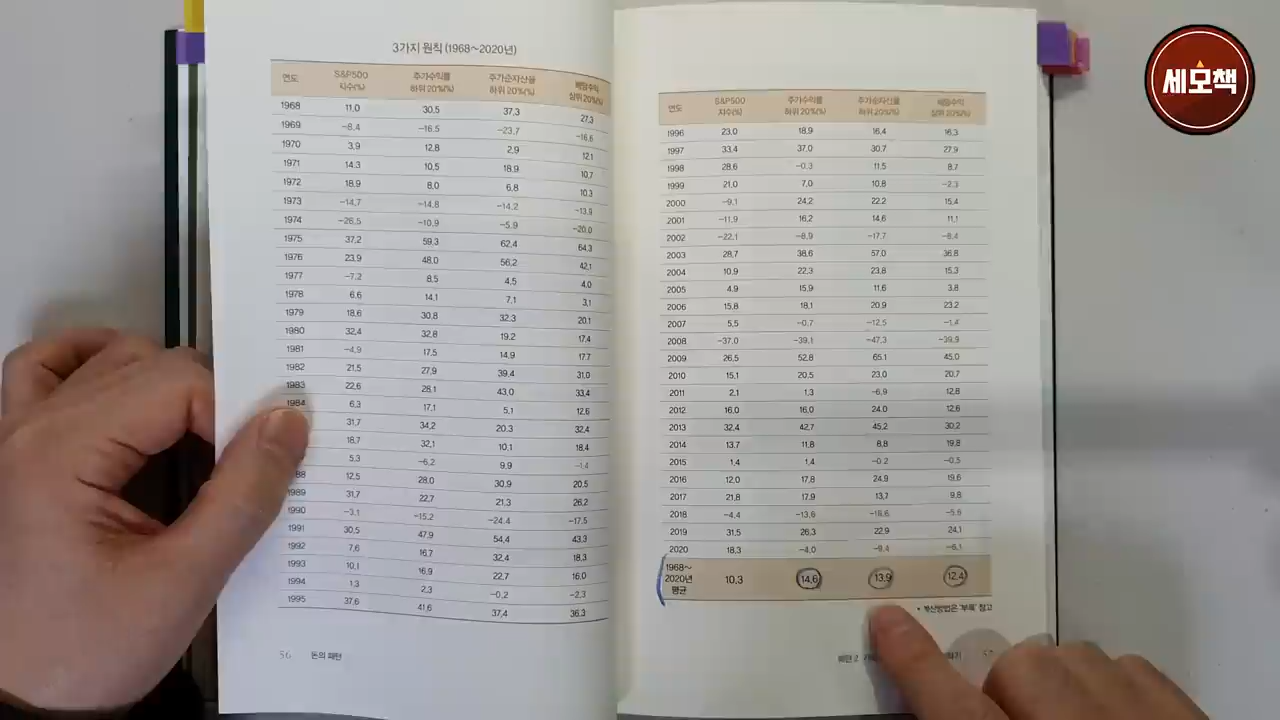 3가지 원칙 (1968~2020년)
연도 S&P500 지수(%) 주가수익률 하위 20%(%) 주가순자산율 하위 20%(%) 배당수익 상위 20%(%)
1968 11.0 30.5 37.3 27.3
1969 -8.4 -16.5 -23.7 -16.6
1970 3.9 12.8 2.9 12.1
1971 14.3 10.5 18.9 10.7
1972 18.9 8.0 6.8 10.3
1973 -14.7 -14.8 -14.2 -13.9
1974 -26.5 -10.9 -5.9 -20.0
1975 37.2 59.3 62.4 64.3
1976 23.9 48.0 56.2 42.1
1977 -7.2 8.5 4.5 4.0
1978 6.6 14.1 7.1 3.1
1979 18.6 30.8 32.3 20.1
1980 32.4 32.8 19.2 17.4
1981 -4.9 17.5 14.9 17.7
1982 21.5 27.9 39.4 31.0
1983 22.6 28.1 43.0 33.4
1984 6.3 17.1 5.1 12.6
31.7 34.2 20.3 32.4
18.7 32.1 10.1 18.4
5.3 -6.2 9.9 -1.4
88 12.5 28.0 30.9 20.5
1989 31.7 22.7 21.3 26.2
1990 -3.1 -15.2 -24.4 -17.5
1991 30.5 47.9 54.4 43.3
1992 7.6 16.7 32.4 18.3
1993 10.1 16.9 22.7 16.0
1994 1.3 2.3 -0.2 -2.3
1995 37.6 41.6 37.4 36.3
56 돈의 패턴
연도 S&P500 지수(%) 주가수익률 하위 20%(%) 주가순자산률 하위 20%(%) 배당수익 상위 20%(%)
1996 23.0 18.9 16.4 16.3
1997 33.4 37.0 30.7 27.9
1998 28.6 -0.3 11.5 8.7
1999 21.0 7.0 10.8 -2.3
2000 -9.1 24.2 22.2 15.4
2001 -11.9 16.2 14.6 11.1
2002 -22.1 -8.9 -17.7 -8.4
2003 28.7 38.6 57.0 36.8
2004 10.9 22.3 23.8 15.3
2005 4.9 15.9 11.6 3.8
2006 15.8 18.1 20.9 23.2
2007 5.5 -0.7 -12.5 -1.4
2008 -37.0 -39.1 -47.3 -39.9
2009 26.5 52.8 65.1 45.0
2010 15.1 20.5 23.0 20.7
2011 2.1 1.3 -6.9 12.8
2012 16.0 16.0 24.0 12.6
2013 32.4 42.7 45.2 30.2
2014 13.7 11.8 8.8 19.8
2015 1.4 1.4 -0.2 -0.5
2016 12.0 17.8 24.9 19.6
2017 21.8 17.9 13.7 9.8
2018 -4.4 -13.6 -16.6 -5.8
2019 31.5 26.3 22.9 24.1
2020 18.3 -4.0 -9.4 -6.1
1968~2020년 평균 10.3 14.6 13.9 12.4
• 계산방법은 '부록' 참고
패턴 2
세모책